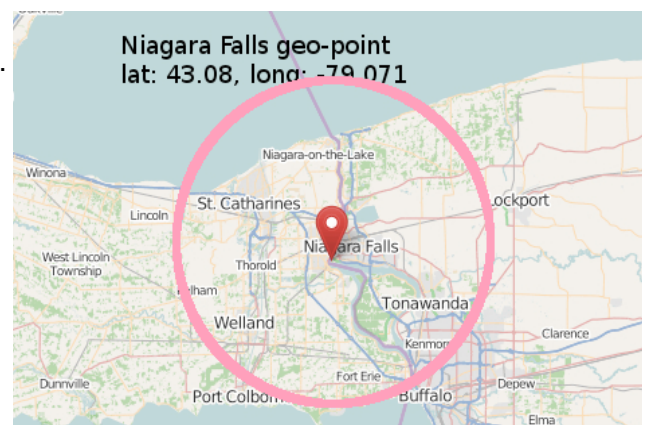 Niagara Falls geo-point
lat: 43.08, long: -79.071
Niagara-on-the-Lake
Winona
St. Catharines
Lockport
Lincoln
Niagara Falls
West Lincoln
Township
Thorold
Pelham
Tonawanda
Welland
Clarence
Kenmore
Fort Erie
Dunnville
Depew
Port Colborne
Buffalo
Elma